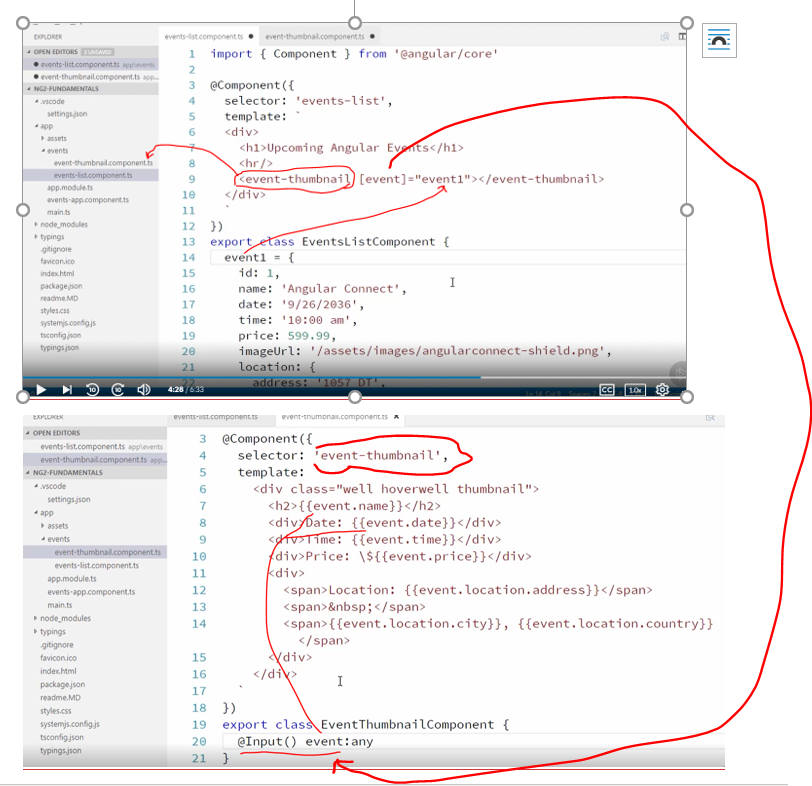 EXPLORER
events-list.component.ts ●
event-thumbnail.component.ts ●
OPEN EDITORS 2 UNSAVED
● events-list.component.ts app\events
● event-thumbnail.component.ts app...
NG2-FUNDAMENTALS
.vscode
settings.json
app
assets
events
event-thumbnail.component.ts
events-list.component.ts
app.module.ts
events-app.component.ts
main.ts
node_modules
typings
.gitignore
favicon.ico
index.html
package.json
readme.MD
styles.css
systemjs.config.js
tsconfig.json
typings.json
1 import { Component } from '@angular/core'
2
3 @Component({
4 selector: 'events-list',
5 template: `
6 <div>
7 <h1>Upcoming Angular Events</h1>
8 <hr/>
9 <event-thumbnail [event]="event1"></event-thumbnail>
10 </div>
11 `
12 })
13 export class EventsListComponent {
14 event1 = {
15 id: 1,
16 name: 'Angular Connect',
17 date: '9/26/2036',
18 time: '10:00 am',
19 price: 599.99,
20 imageUrl: '/assets/images/angularconnect-shield.png',
21 location: {
22 address: '1057 DT',
10 10 4:28 / 6:33 CC 1.0x
EXPLORER
events-list.component.ts
event-thumbnail.component.ts ×
OPEN EDITORS
events-list.component.ts app\events
event-thumbnail.component.ts app...
NG2-FUNDAMENTALS
.vscode
settings.json
app
assets
events
event-thumbnail.component.ts
events-list.component.ts
app.module.ts
events-app.component.ts
main.ts
node_modules
typings
.gitignore
favicon.ico
index.html
package.json
readme.MD
styles.css
systemjs.config.js
tsconfig.json
typings.json
3 @Component({
4 selector: 'event-thumbnail',
5 template:
6 <div class="well hoverwell thumbnail">
7 <h2>{{event.name}}</h2>
8 <div>Date: {{event.date}}</div>
9 <div>Time: {{event.time}}</div>
10 <div>Price: \${{event.price}}</div>
11 <div>
12 <span>Location: {{event.location.address}}</span>
13 <span>&nbsp;</span>
14 <span>{{event.location.city}}, {{event.location.country}}
</span>
15 </div>
16 </div>
17 `
18 })
19 export class EventThumbnailComponent {
20 @Input() event:any
21 }